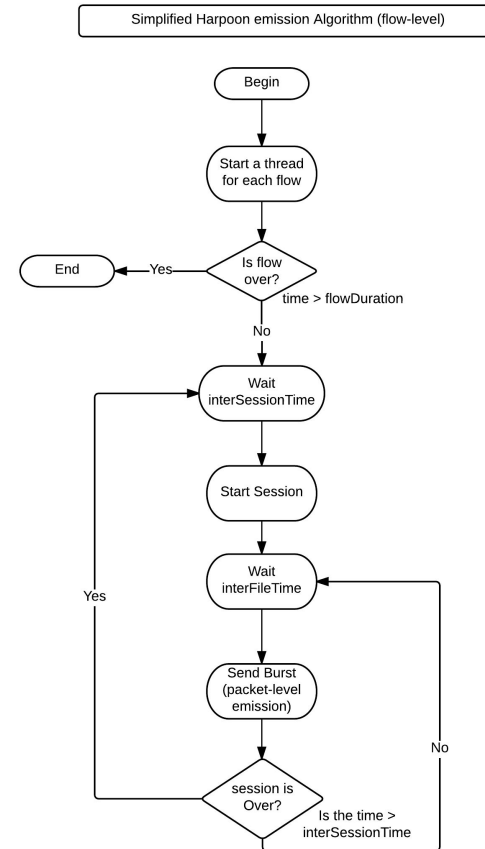 Simplified Harpoon emission Algorithm (flow-level)
Begin
Start a thread
for each flow
Is flow
over?
End
Yes
time > flowDuration
No
Wait
interSessionTime
Start Session
Wait
interFileTime
Yes
Send Burst
(packet-level
emission)
No
session is
Over?
Is the time >
interSessionTime